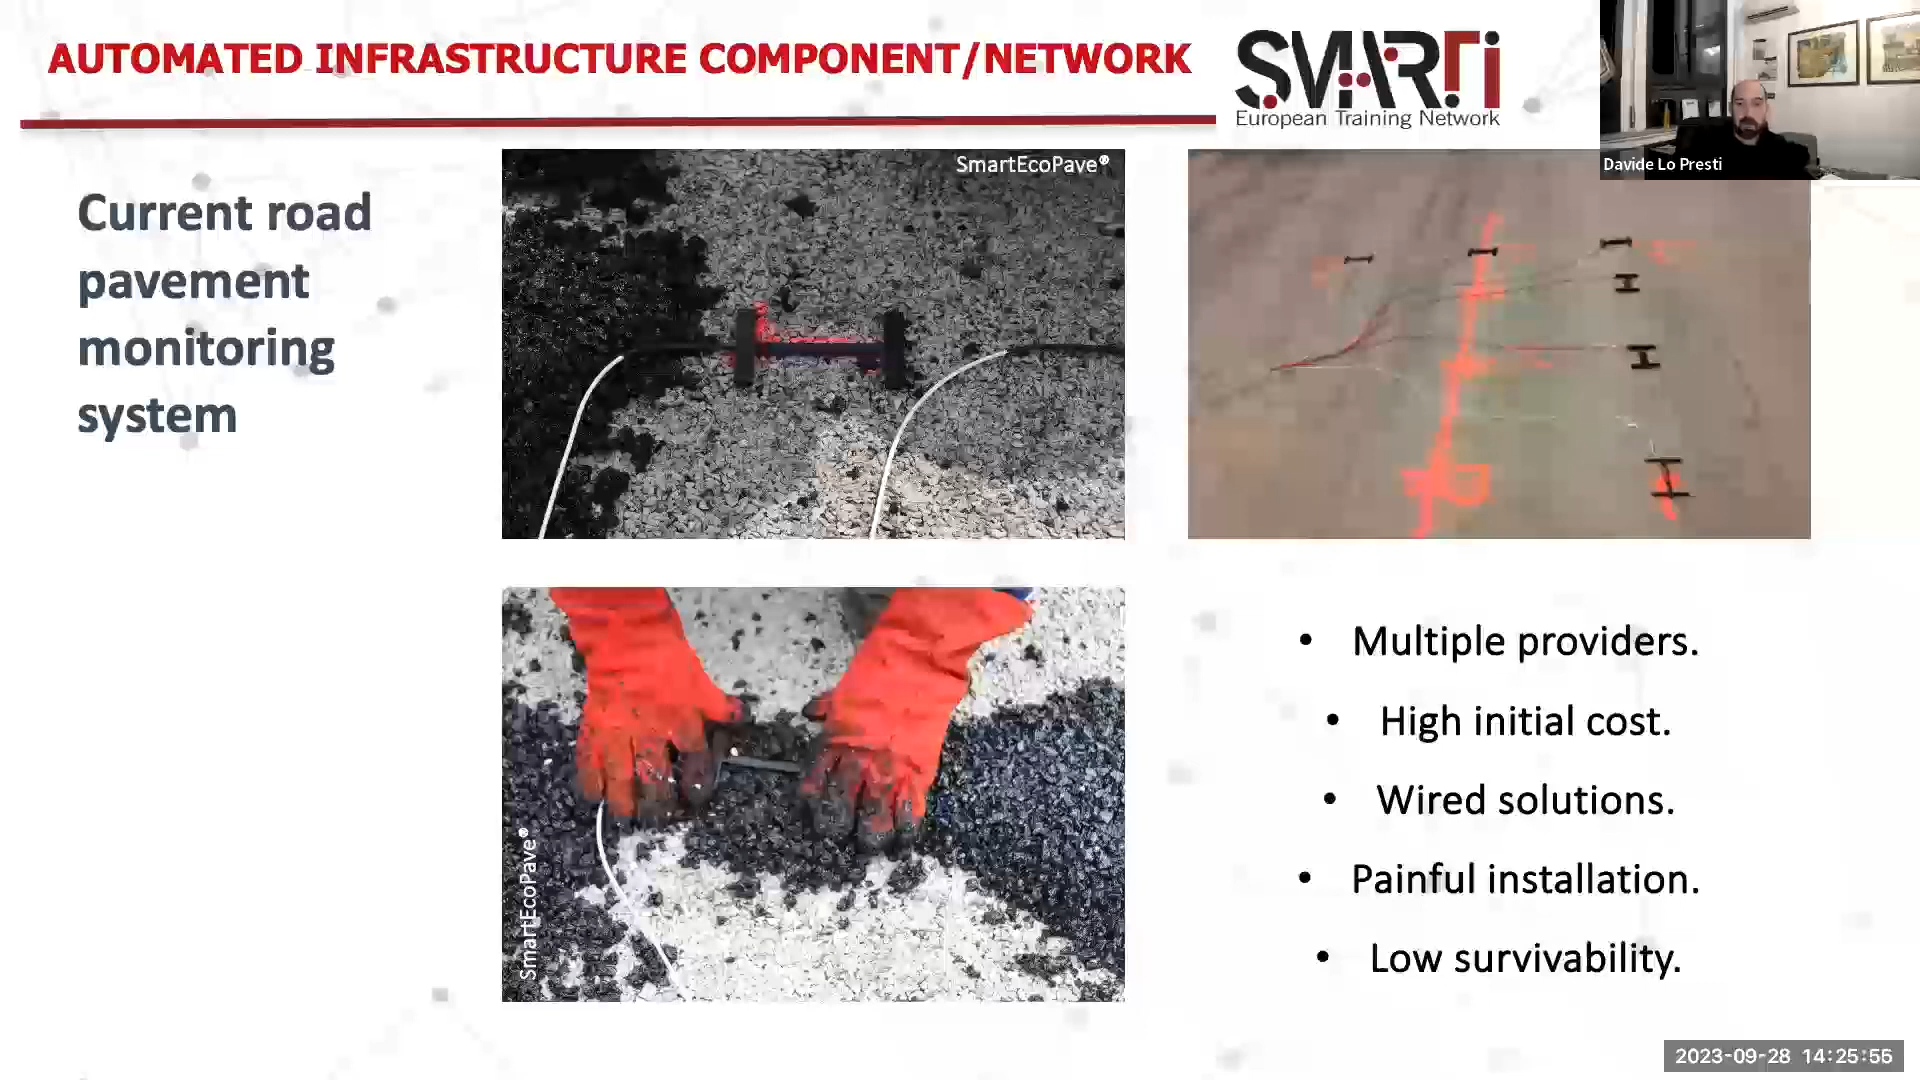 AUTOMATED INFRASTRUCTURE COMPONENT/NETWORK
SMARTi
European Training Network
Davide Lo Presti
Current road
pavement
monitoring
system
SmartEcoPave®
SmartEcoPave®
• Multiple providers.
• High initial cost.
• Wired solutions.
• Painful installation.
• Low survivability.
2023-09-28 14:25:56